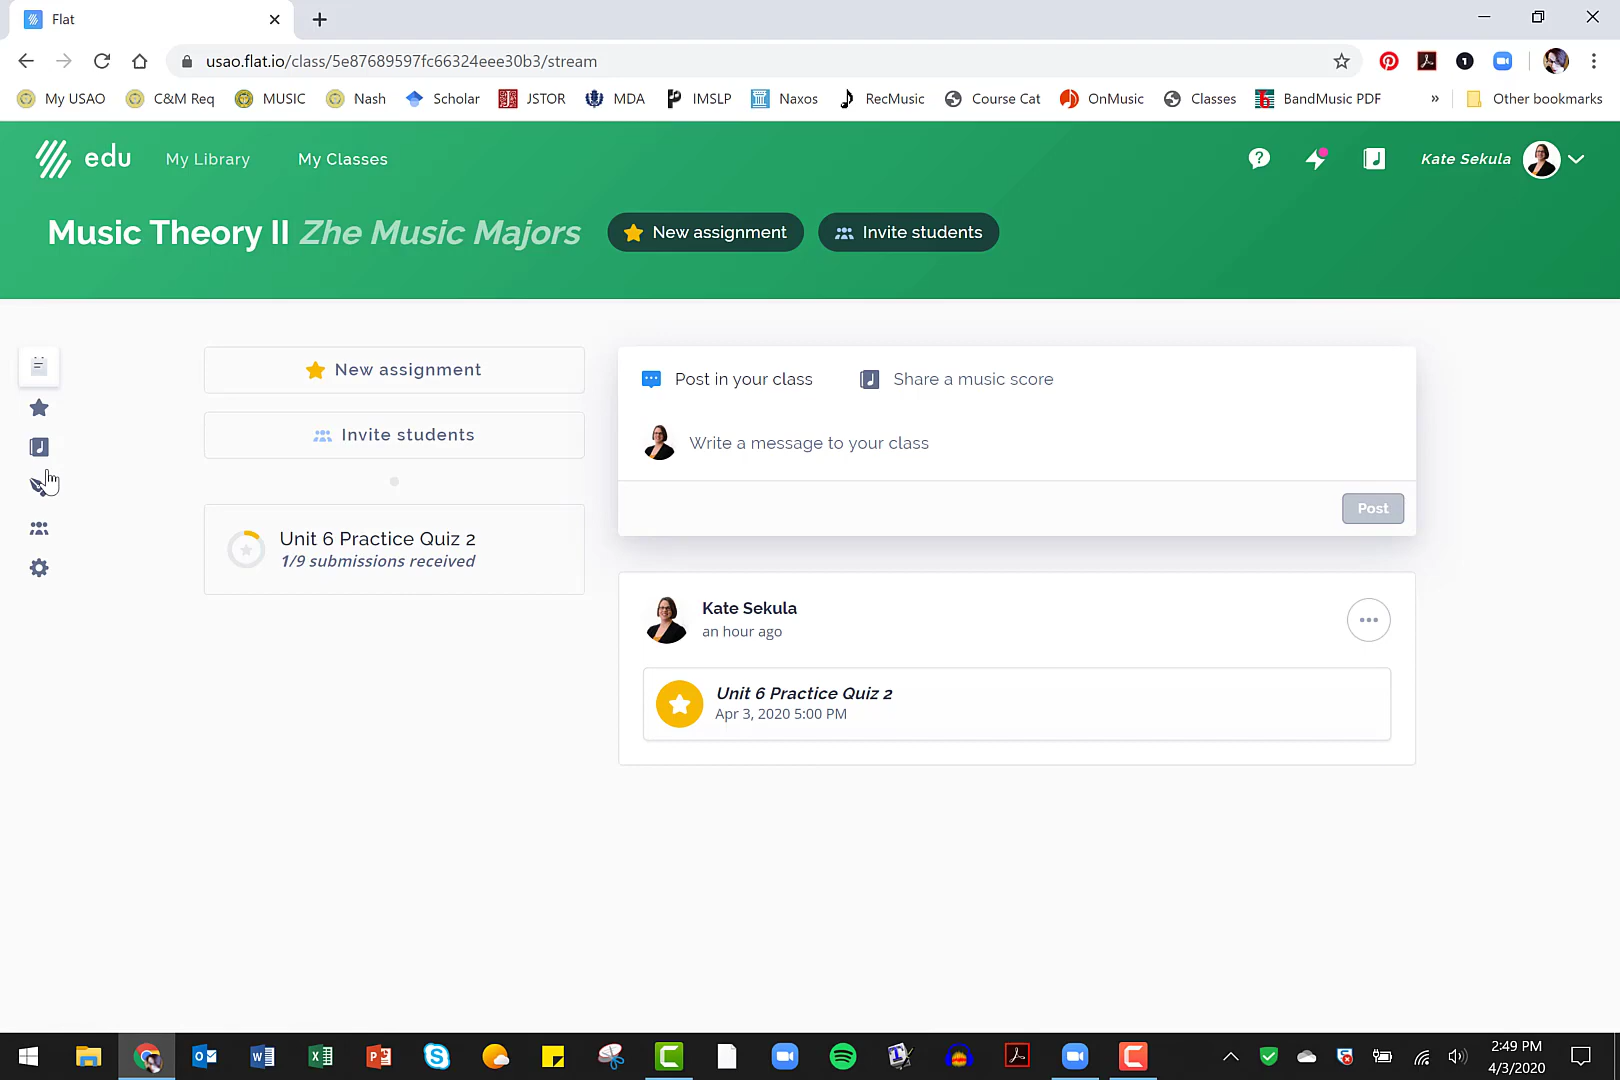 Flat
usao.flat.io/class/5e87689597fc66324eee30b3/stream
My USAO C&M Req MUSIC Nash Scholar JSTOR MDA IMSLP Naxos RecMusic Course Cat OnMusic Classes BandMusic PDF » Other bookmarks
edu My Library My Classes Kate Sekula
Music Theory II Zhe Music Majors New assignment Invite students
New assignment
Invite students
Unit 6 Practice Quiz 2
1/9 submissions received
Post in your class Share a music score
Write a message to your class
Post
Kate Sekula
an hour ago
Unit 6 Practice Quiz 2
Apr 3, 2020 5:00 PM
2:49 PM
4/3/2020